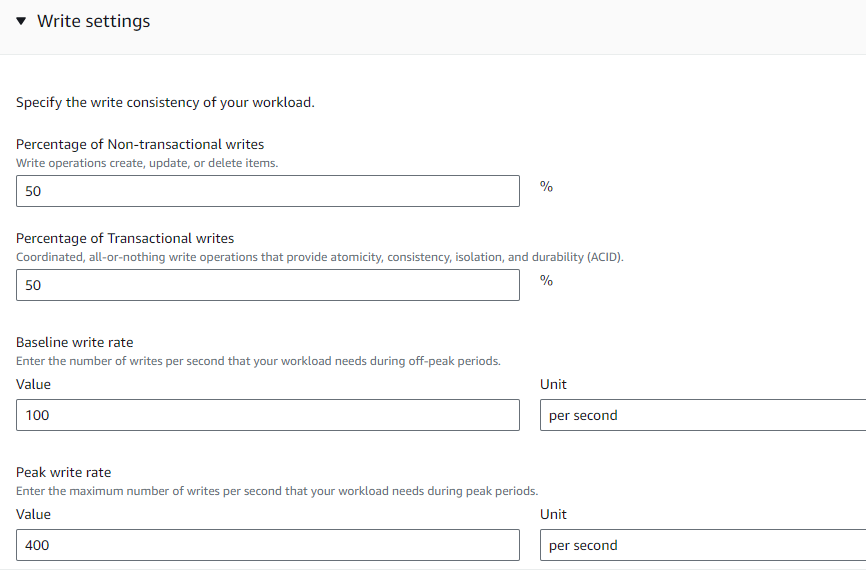 Write settings
Specify the write consistency of your workload.
Percentage of Non-transactional writes
Write operations create, update, or delete items.
50 %
Percentage of Transactional writes
Coordinated, all-or-nothing write operations that provide atomicity, consistency, isolation, and durability (ACID).
50 %
Baseline write rate
Enter the number of writes per second that your workload needs during off-peak periods.
Value Unit
100 per second
Peak write rate
Enter the maximum number of writes per second that your workload needs during peak periods.
Value Unit
400 per second